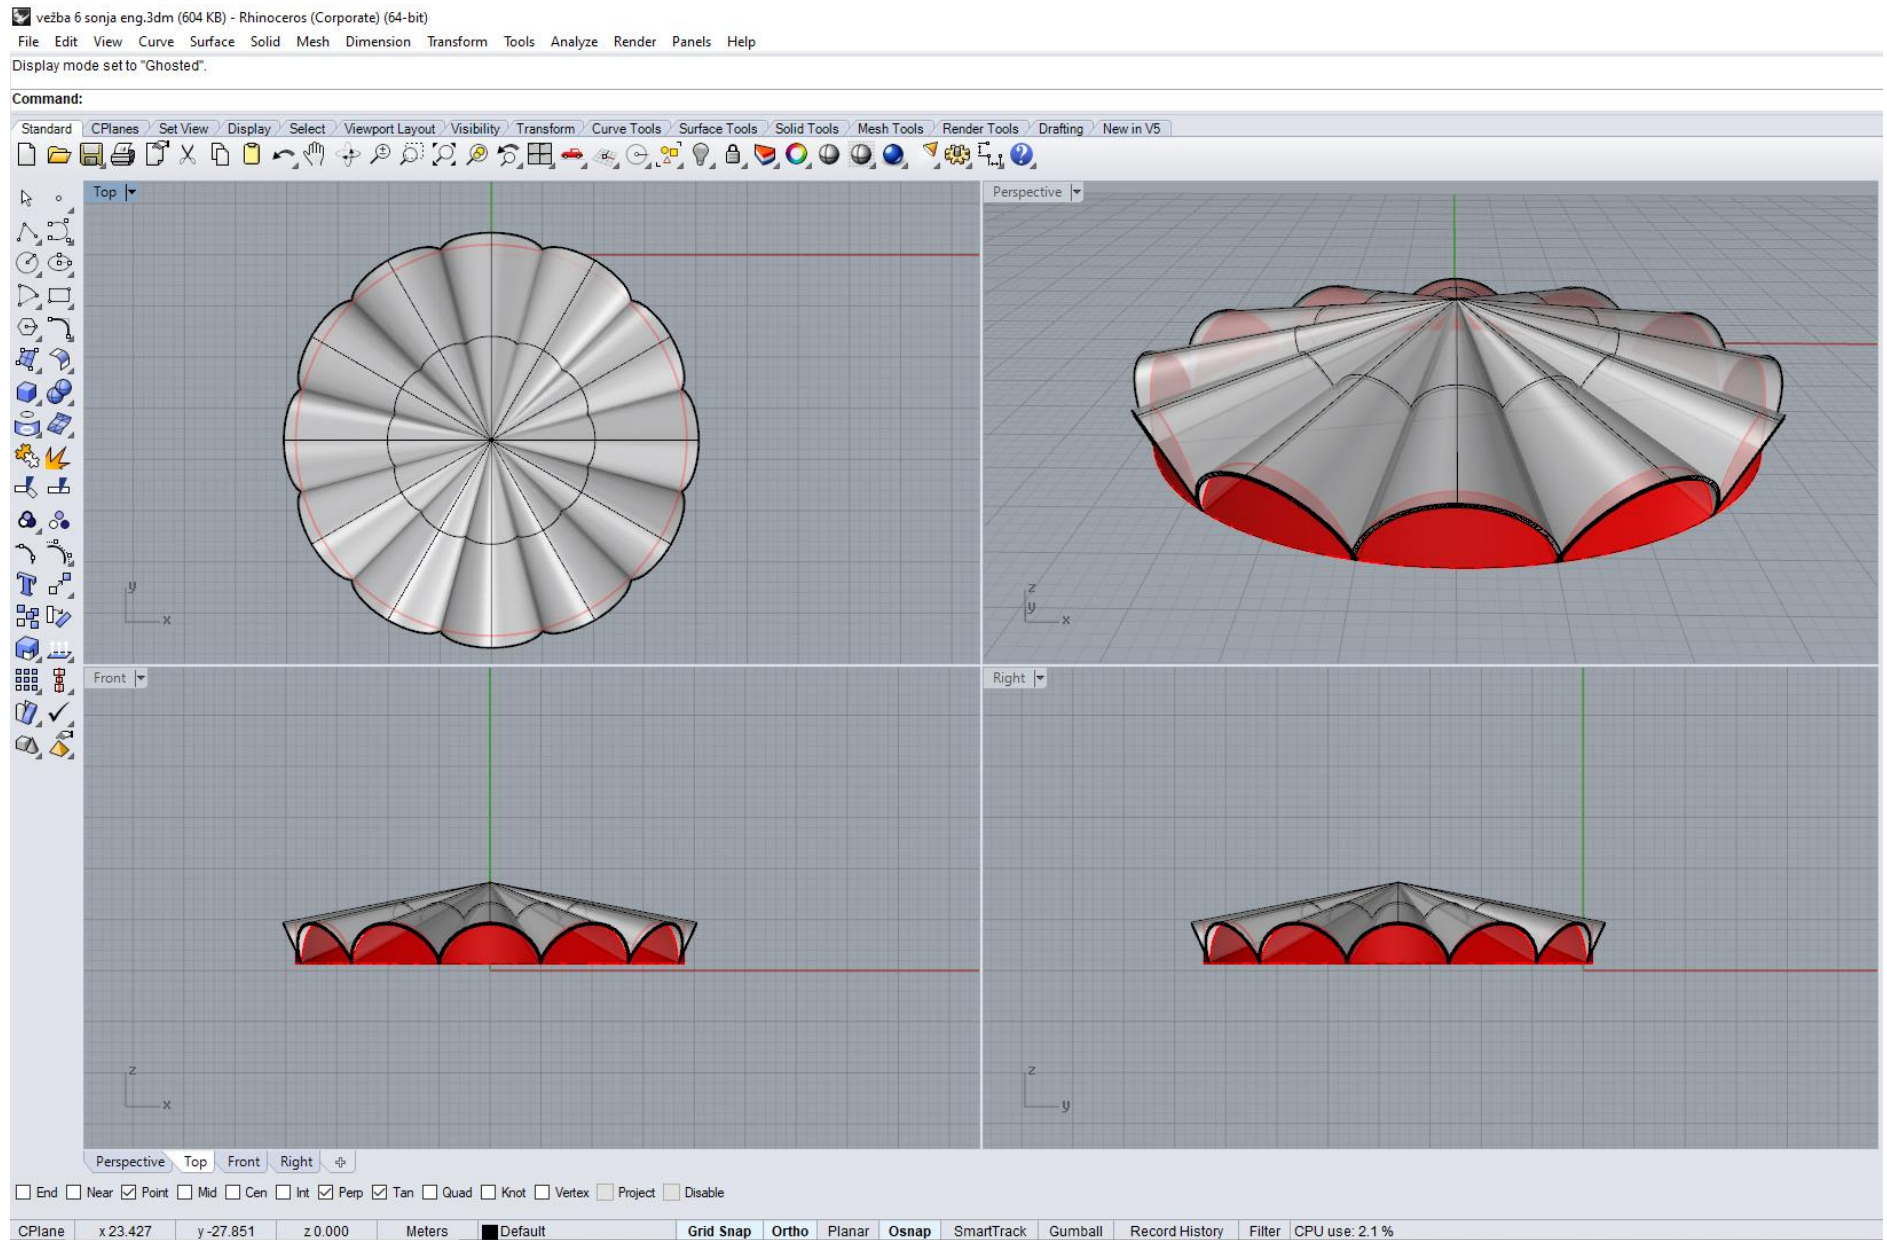 vežba 6 sonja eng.3dm (604 KB) - Rhinoceros (Corporate) (64-bit)
File Edit View Curve Surface Solid Mesh Dimension Transform Tools Analyze Render Panels Help
Display mode set to "Ghosted".
Command:
Standard CPlanes Set View Display Select Viewport Layout Visibility Transform Curve Tools Surface Tools Solid Tools Mesh Tools Render Tools Drafting New in V5
Top
Perspective
y
x
z
y
x
Front
Right
z
x
z
y
Perspective Top Front Right
End Near Point Mid Cen Int Perp Tan Quad Knot Vertex Project Disable
CPlane x 23.427 y -27.851 z 0.000 Meters Default Grid Snap Ortho Planar Osnap SmartTrack Gumball Record History Filter CPU use: 2.1 %